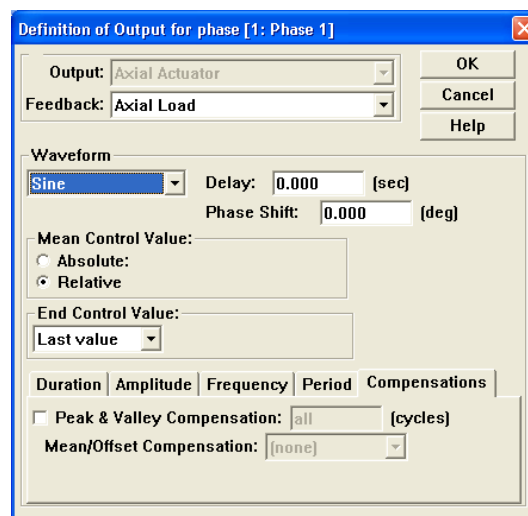 Definition of Output for phase [1: Phase 1]
Output: Axial Actuator
Feedback: Axial Load
OK
Cancel
Help
Waveform
Sine
Delay: 0.000 (sec)
Phase Shift: 0.000 (deg)
Mean Control Value:
Absolute:
Relative
End Control Value:
Last value
Duration Amplitude Frequency Period Compensations
Peak & Valley Compensation: all (cycles)
Mean/Offset Compensation: (none)